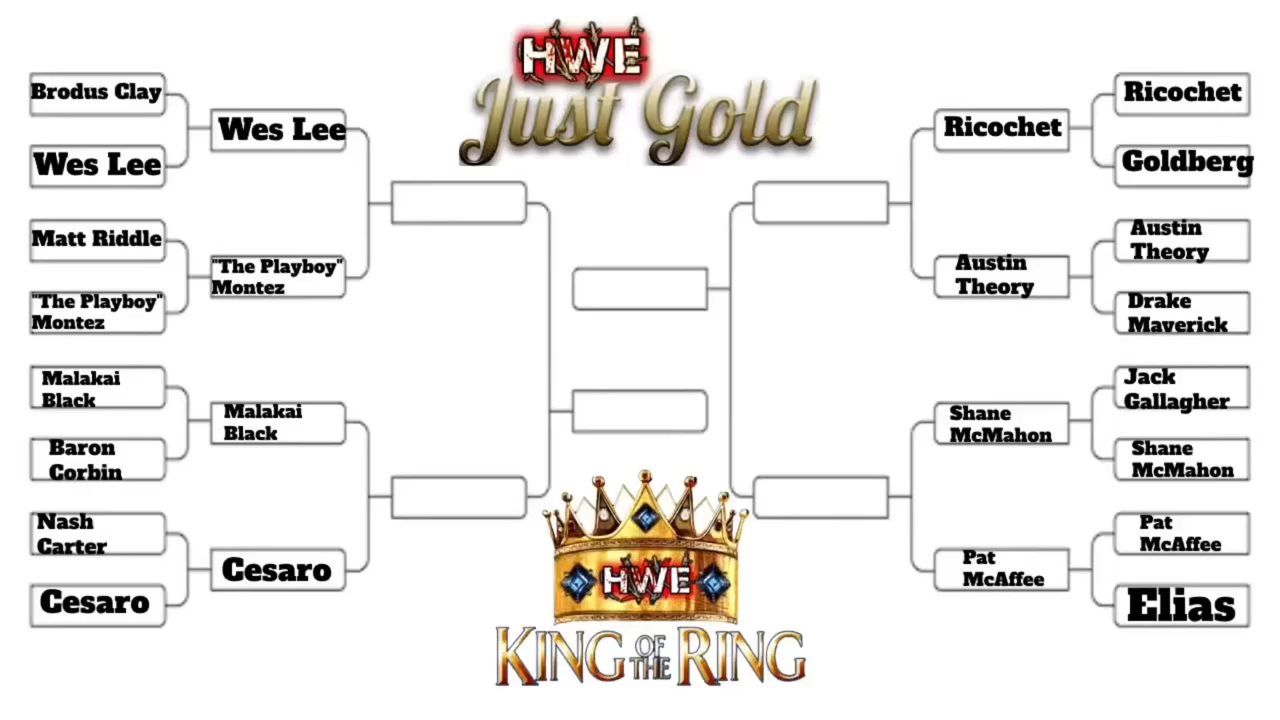 HWE
Just Gold
Brodus Clay
Wes Lee
Matt Riddle
"The Playboy"
Montez
Malakai
Black
Baron
Corbin
Nash
Carter
Cesaro
Wes Lee
"The Playboy"
Montez
Malakai
Black
Cesaro
Ricochet
Austin
Theory
Shane
McMahon
Pat
McAffee
Ricochet
Goldberg
Austin
Theory
Drake
Maverick
Jack
Gallagher
Shane
McMahon
Pat
McAffee
Elias
HWE
KING OF THE RING